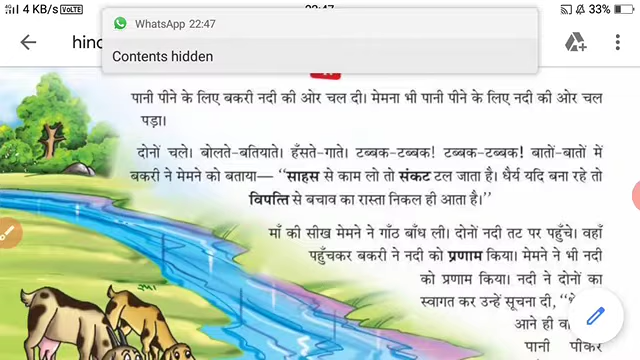 4 KB/s VoLTE
22:47
33%
WhatsApp 22:47
Contents hidden
पानी पीने के लिए बकरी नदी की ओर चल दी। मेमना भी पानी पीने के लिए नदी की ओर चल
पड़ा।
दोनों चले। बोलते-बतियाते। हँसते-गाते। टब्बक-टब्बक! टब्बक-टब्बक! बातों-बातों में
बकरी ने मेमने को बताया— “साहस से काम लो तो संकट टल जाता है। धैर्य यदि बना रहे तो
विपत्ति से बचाव का रास्ता निकल ही आता है।”
माँ की सीख मेमने ने गाँठ बाँध ली। दोनों नदी तट पर पहुँचे। वहाँ
पहुँचकर बकरी ने नदी को प्रणाम किया। मेमने ने भी नदी
को प्रणाम किया। नदी ने दोनों का
स्वागत कर उन्हें सूचना दी,
आने ही
पानी पीकर